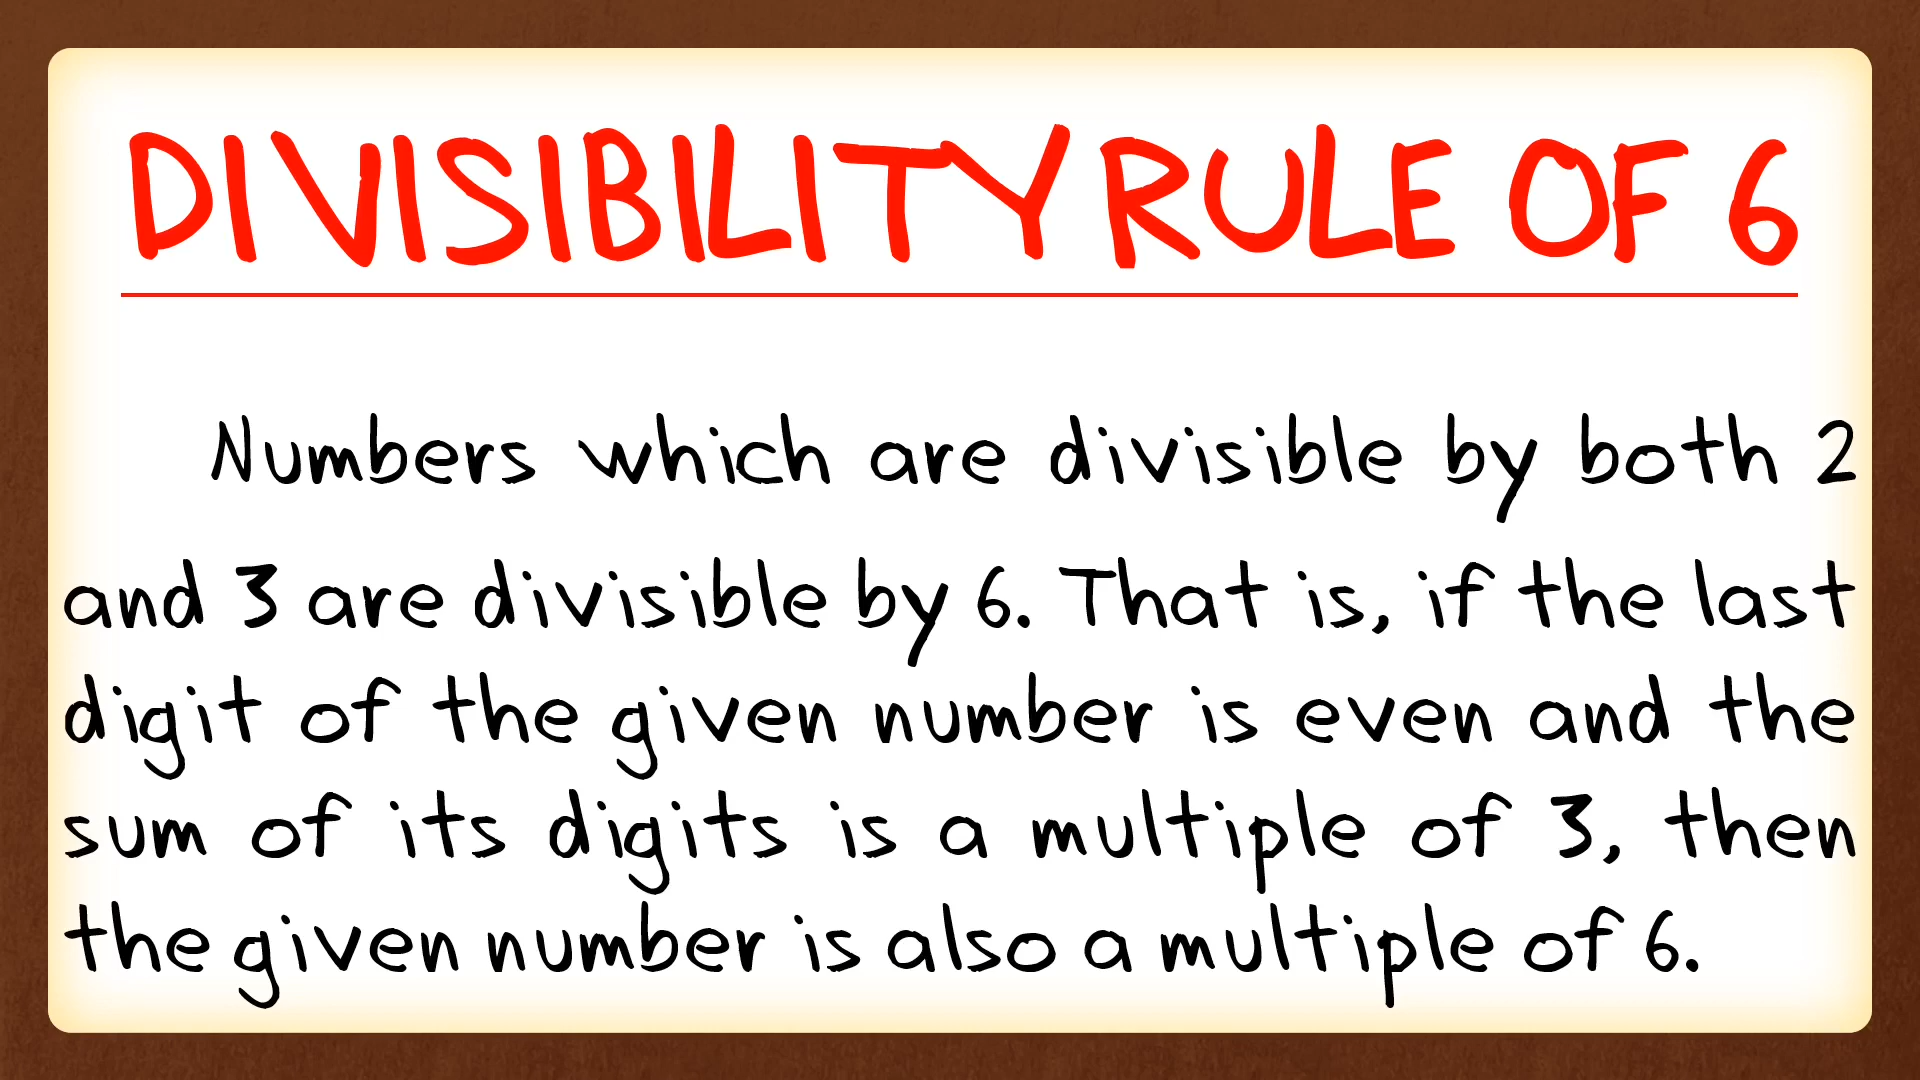 DIVISIBILITY RULE OF 6
Numbers which are divisible by both 2
and 3 are divisible by 6. That is, if the last
digit of the given number is even and the
sum of its digits is a multiple of 3, then
the given number is also a multiple of 6.